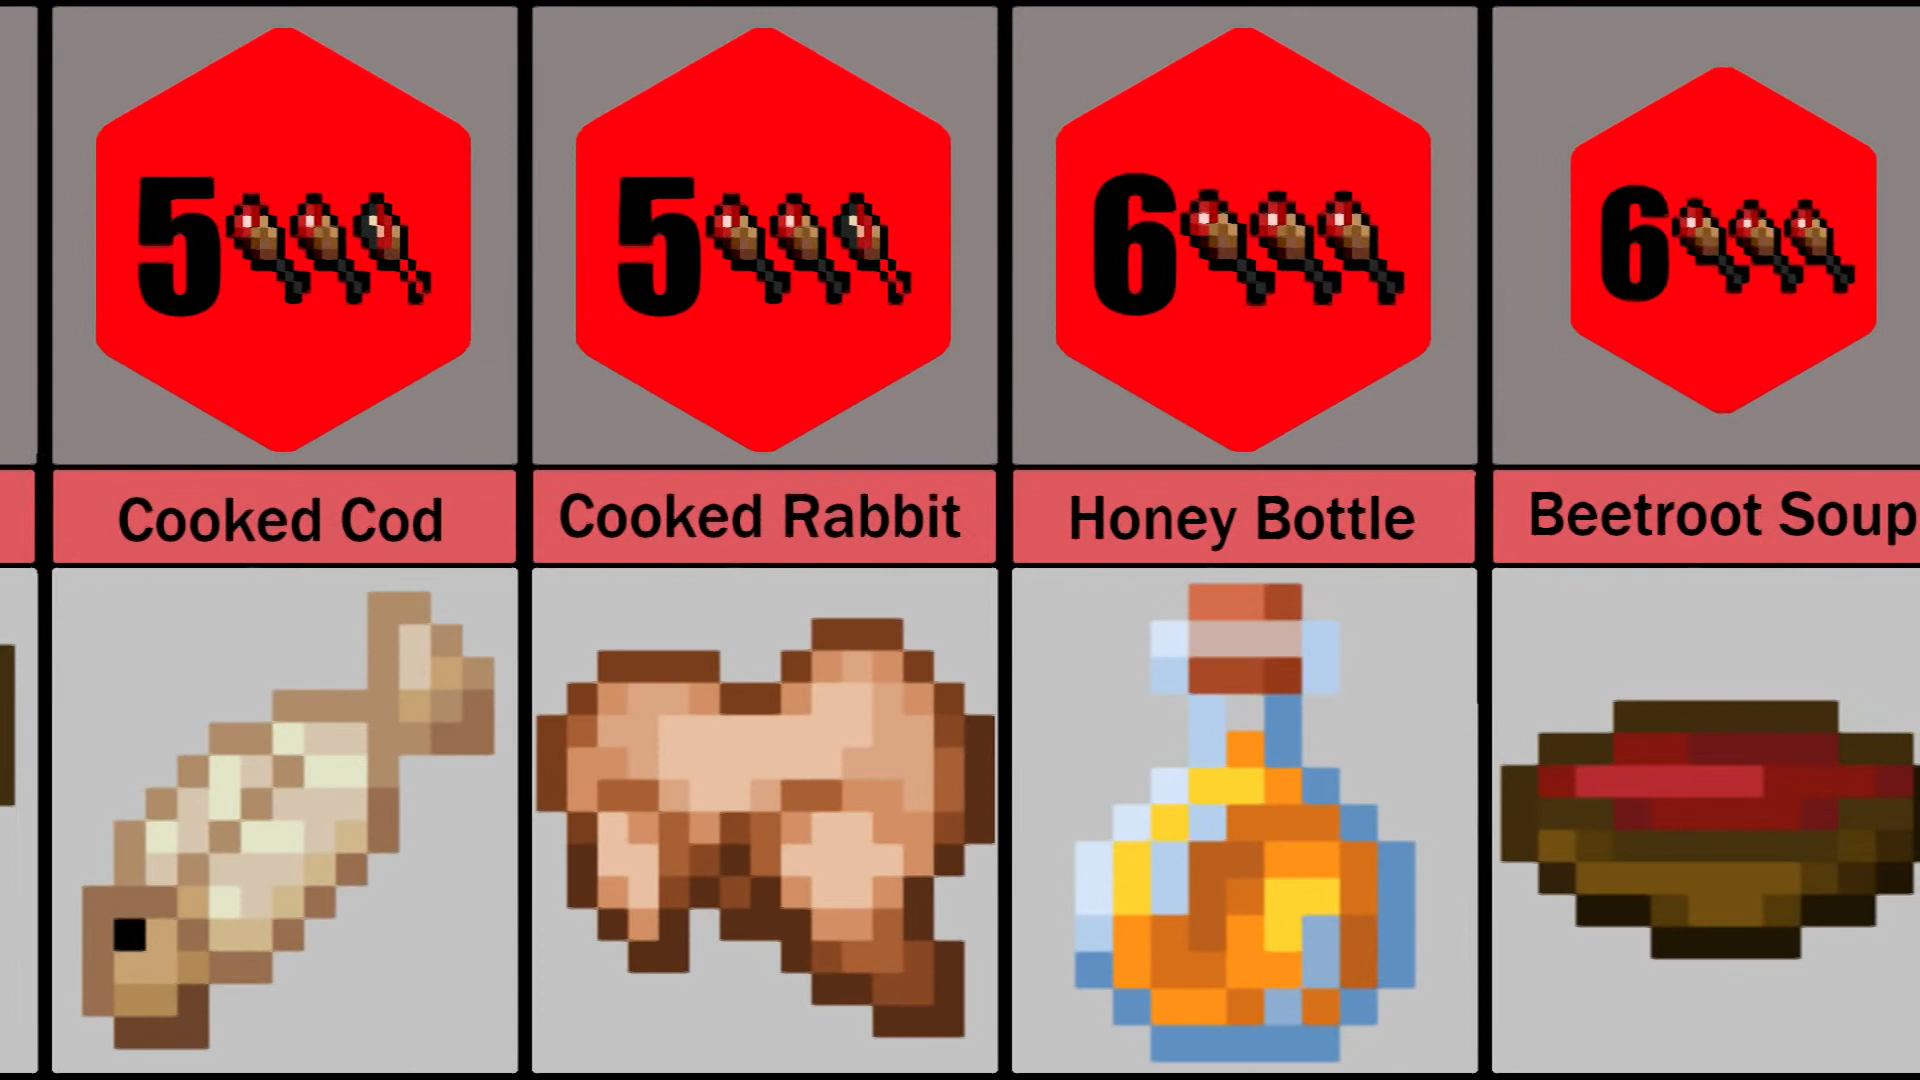 5
5
6
6
Cooked Cod
Cooked Rabbit
Honey Bottle
Beetroot Soup